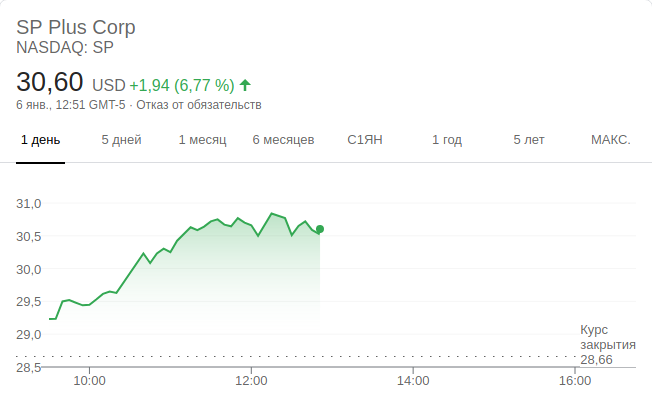 SP Plus Corp
NASDAQ: SP
30,60 USD +1,94 (6,77 %)
6 янв., 12:51 GMT-5 · Отказ от обязательств
1 день 5 дней 1 месяц 6 месяцев С1ЯН 1 год 5 лет МАКС.
31,0
30,5
30,0
29,5
29,0
28,5
Курс
закрытия
28,66
10:00 12:00 14:00 16:00